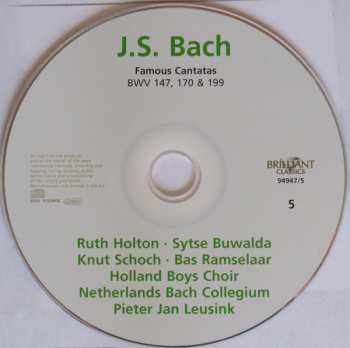 J.S. Bach
Famous Cantatas
BWV 147, 170 & 199
BRILLIANT
CLASSICS
94947/5
5
Ruth Holton · Sytse Buwalda
Knut Schoch · Bas Ramselaar
Holland Boys Choir
Netherlands Bach Collegium
Pieter Jan Leusink